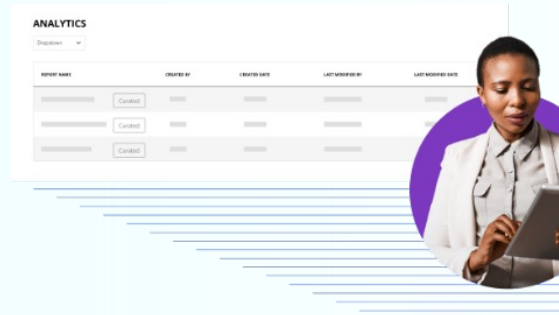 ANALYTICS
Dropdown
REPORT NAME CREATED BY CREATED DATE LAST MODIFIED BY LAST MODIFIED DATE
Curated
Curated
Curated